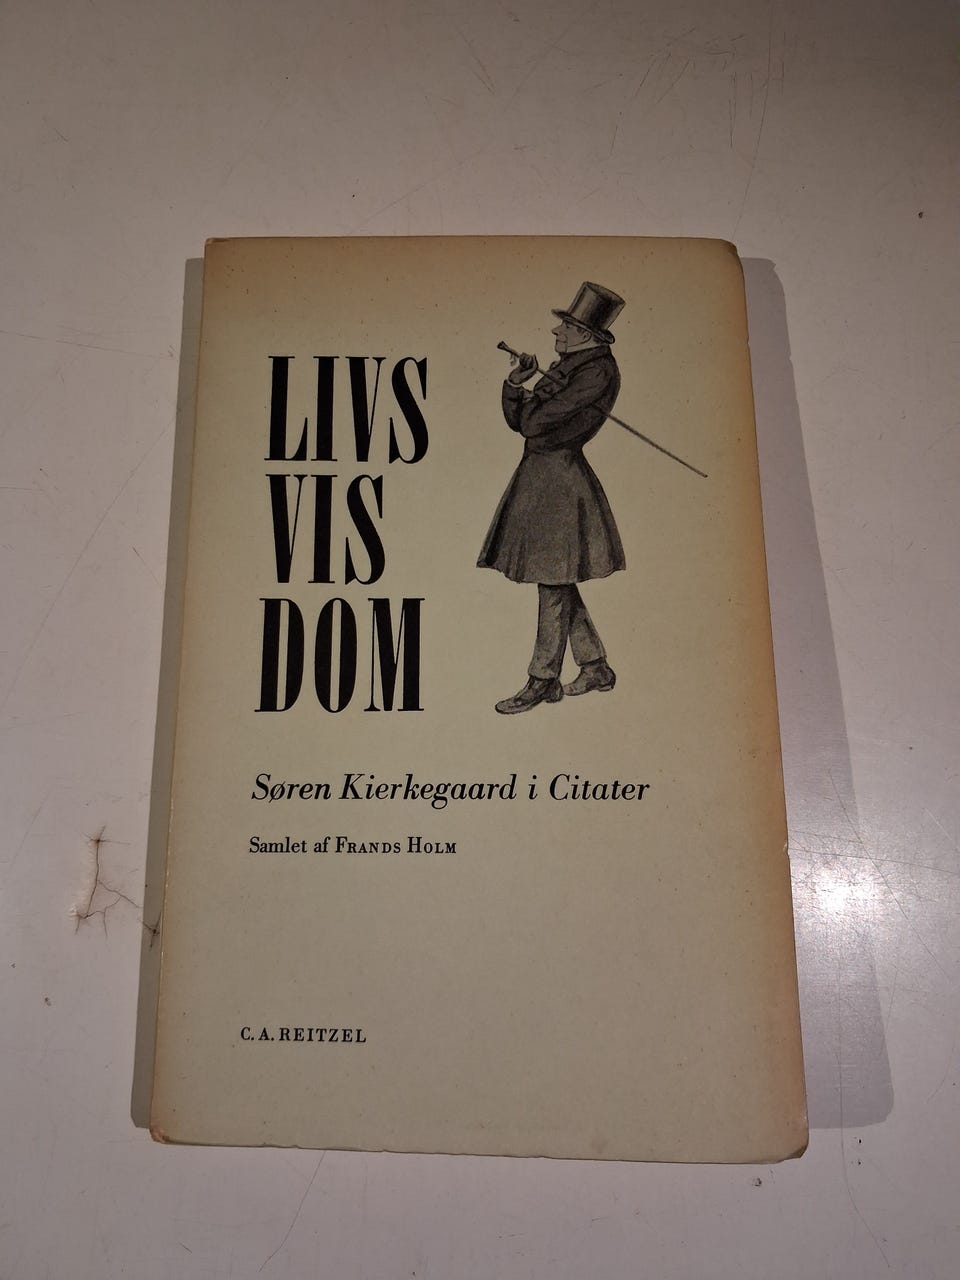 LIVS
VIS
DOM
Søren Kierkegaard i Citater
Samlet af FRANDS HOLM
C. A. REITZEL